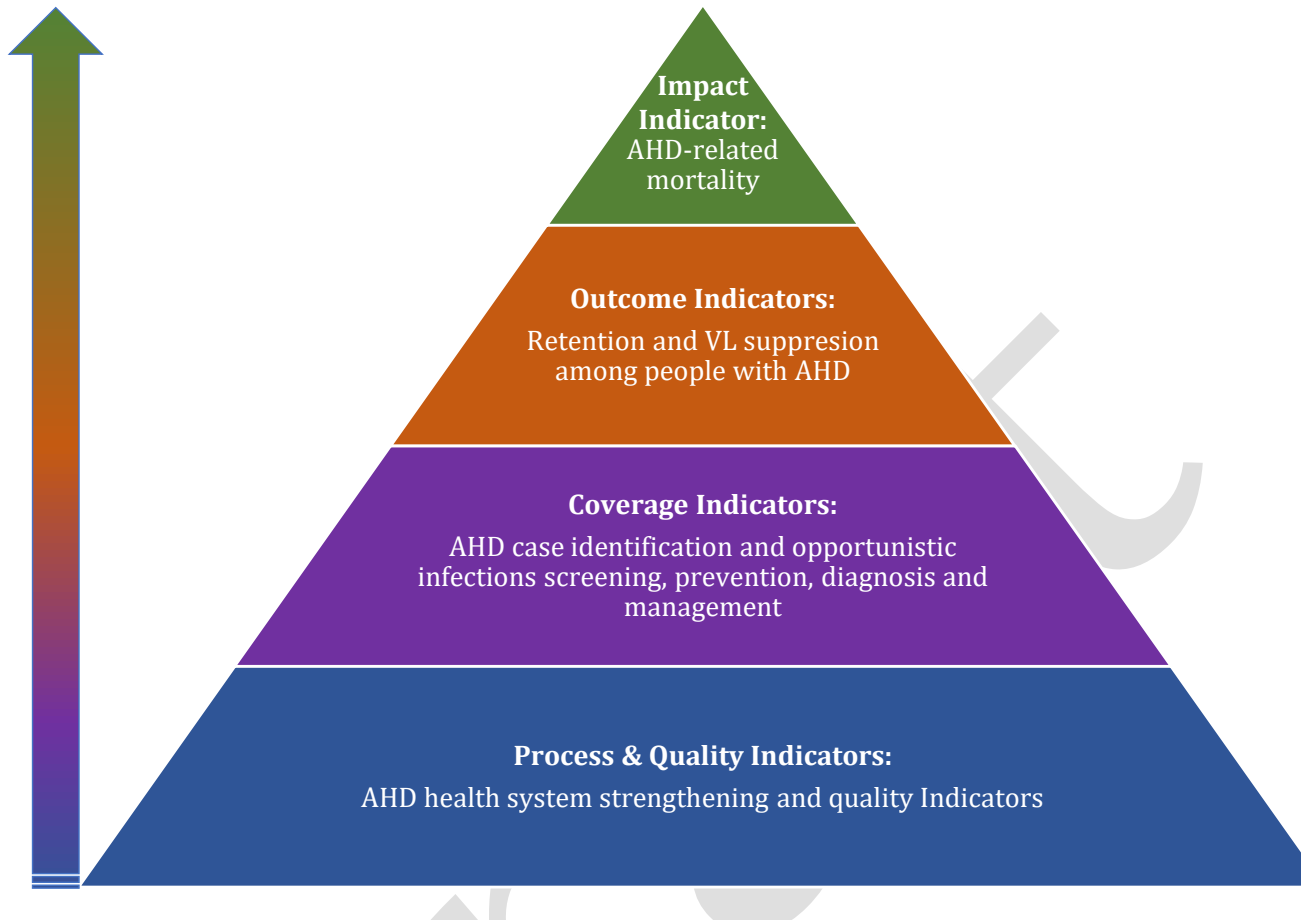 Impact
Indicator:
AHD-related
mortality
Outcome Indicators:
Retention and VL suppresion
among people with AHD
Coverage Indicators:
AHD case identification and opportunistic
infections screening, prevention, diagnosis and
management
Process & Quality Indicators:
AHD health system strengthening and quality Indicators